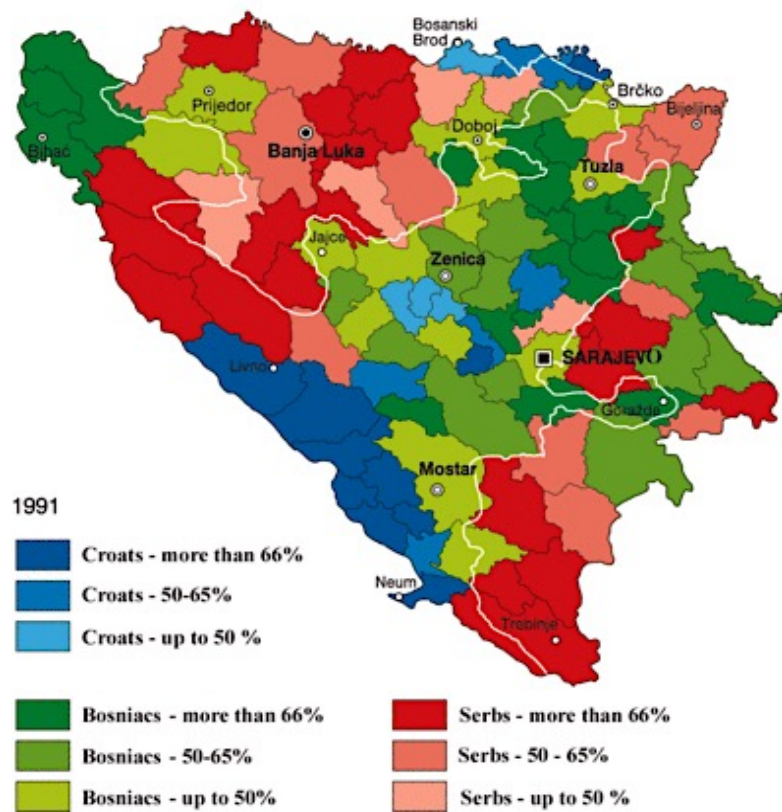 Bosanski
Brod
Brčko
Prijedor
Bijeljina
Doboj
Bihać
Banja Luka
Tuzla
Jajce
Zenica
SARAJEVO
Livno
Goražde
Mostar
1991
Croats - more than 66%
Neum
Croats - 50-65%
Trebinje
Croats - up to 50 %
Bosniacs - more than 66%
Serbs - more than 66%
Bosniacs - 50-65%
Serbs - 50 - 65%
Bosniacs - up to 50%
Serbs - up to 50 %